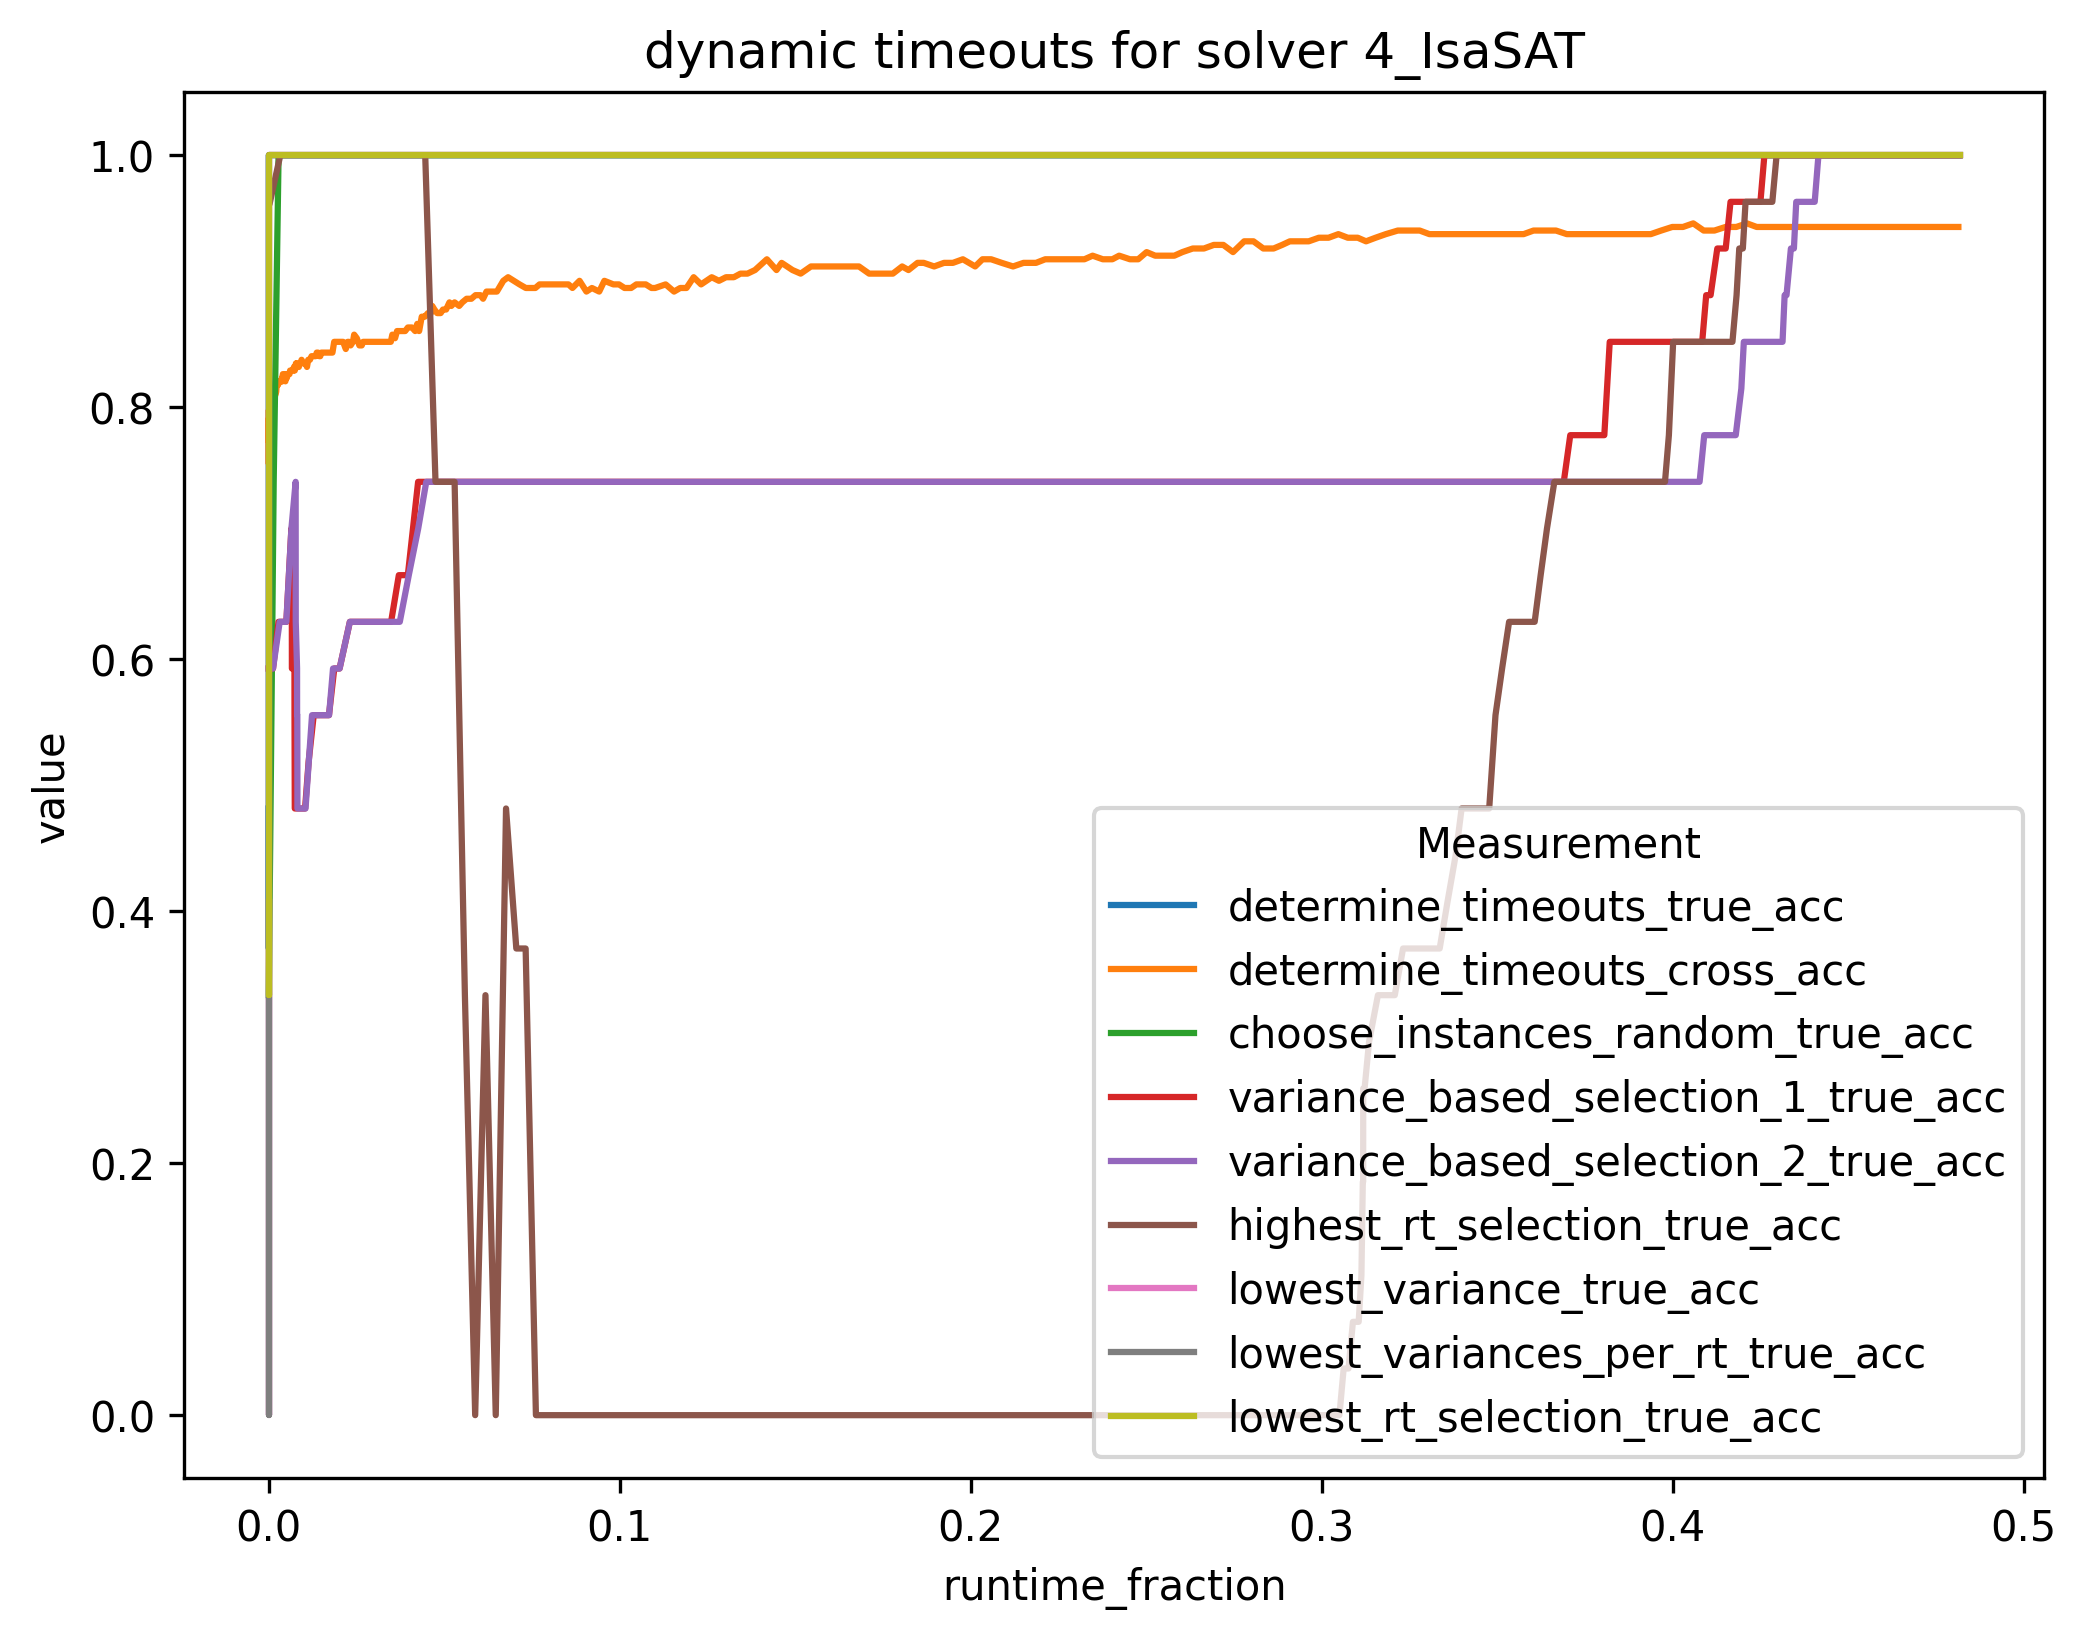 dynamic timeouts for solver 4_IsaSAT
value
1.0
0.8
0.6
0.4
0.2
0.0
Measurement
determine_timeouts_true_acc
determine_timeouts_cross_acc
choose_instances_random_true_acc
variance_based_selection_1_true_acc
variance_based_selection_2_true_acc
highest_rt_selection_true_acc
lowest_variance_true_acc
lowest_variances_per_rt_true_acc
lowest_rt_selection_true_acc
0.0 0.1 0.2 0.3 0.4 0.5
runtime_fraction